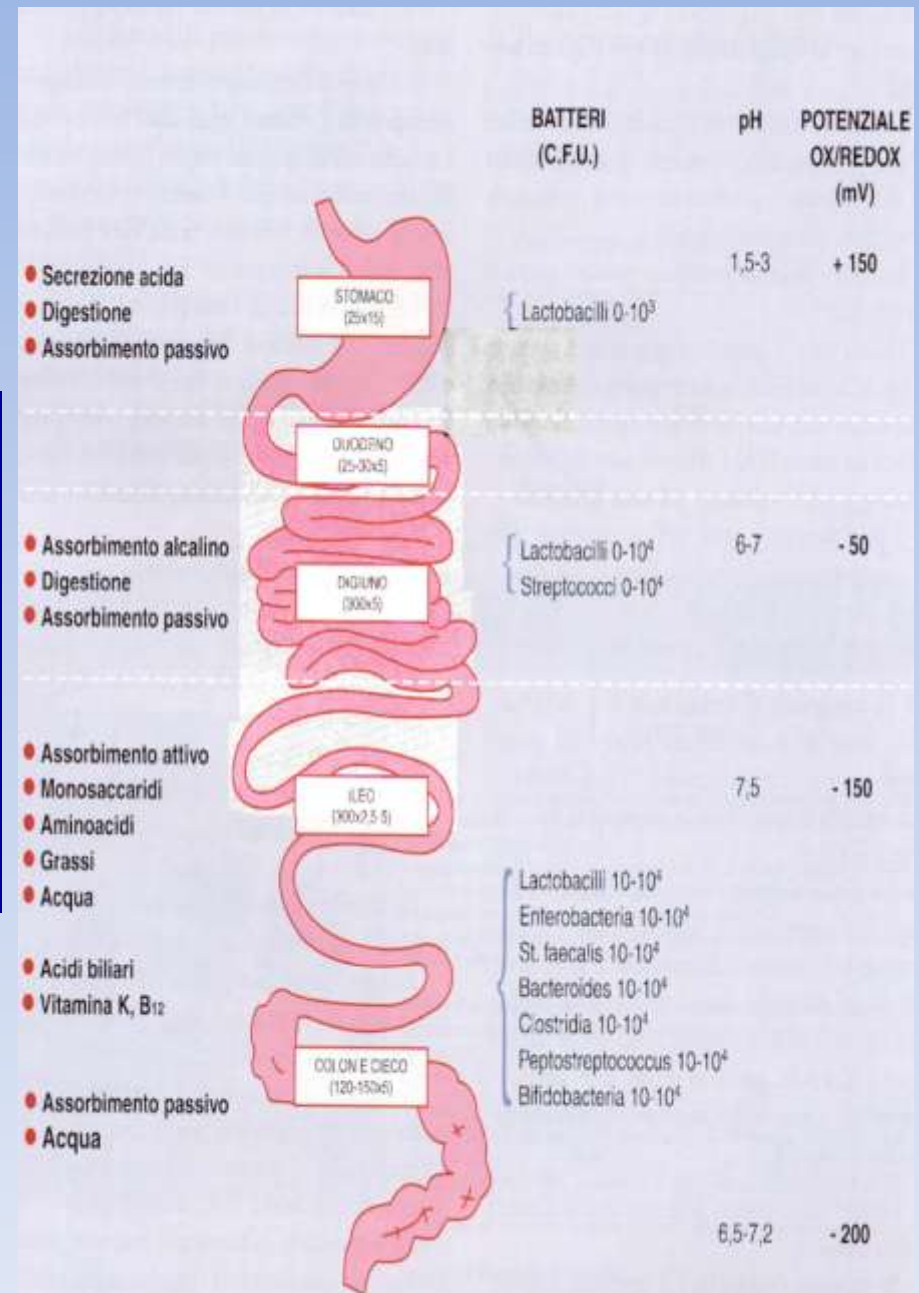 BATTERI pH POTENZIALE
(C.F.U.) OX/REDOX
(mV)
1,5-3 + 150
Secrezione acida
Digestione
Assorbimento passivo
STOMACO
(25x15)
Lactobacilli 0-10³
DUODENO
(25-30x5)
Assorbimento alcalino
Digestione
Assorbimento passivo
DIGIUNO
(300x5)
Lactobacilli 0-10⁴
Streptococci 0-10⁴
6-7 - 50
Assorbimento attivo
Monosaccaridi
Aminoacidi
Grassi
Acqua
ILEO
(300x2,5-5)
7,5 - 150
Acidi biliari
Vitamina K, B₁₂
Lactobacilli 10-10⁴
Enterobacteria 10-10⁴
St. faecalis 10-10⁴
Bacteroides 10-10⁴
Clostridia 10-10⁴
Peptostreptococcus 10-10⁴
Bifidobacteria 10-10⁴
COLON E CIECO
(120-150x5)
Assorbimento passivo
Acqua
6,5-7,2 - 200